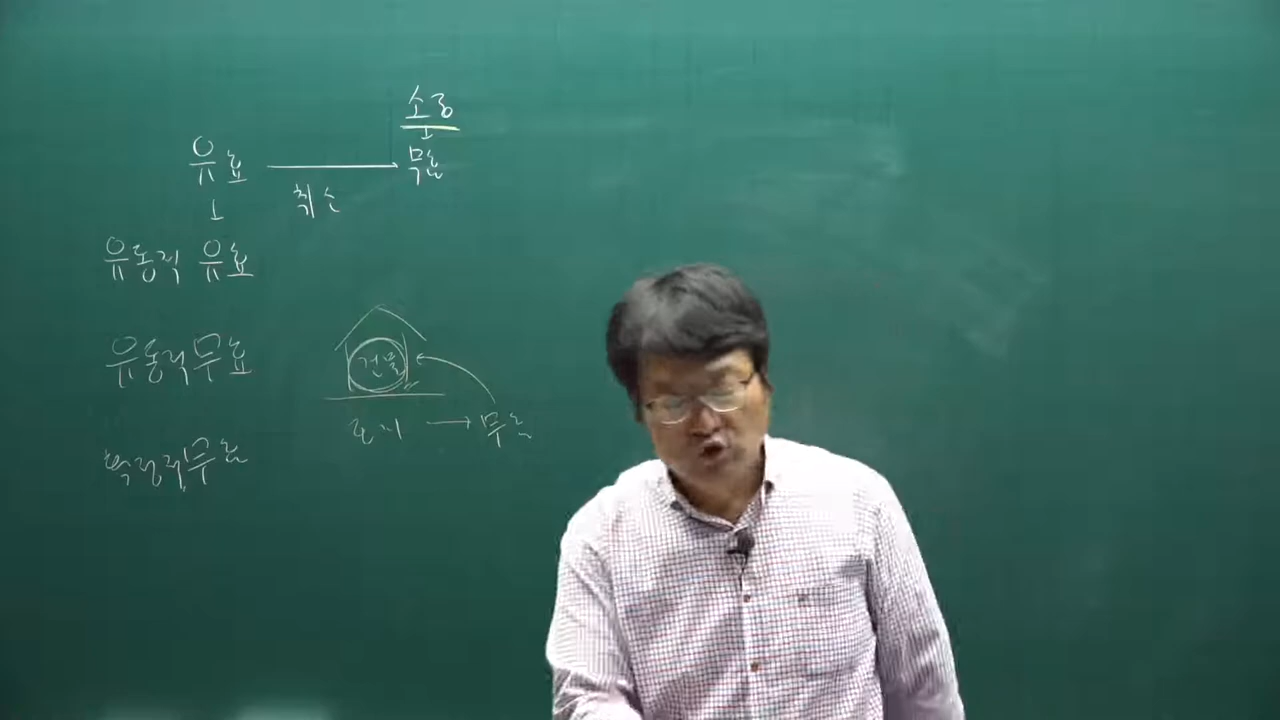 소급
유효 무효
취소
유동적 유효
유동적무효
건물
토지 무효
확정적무효